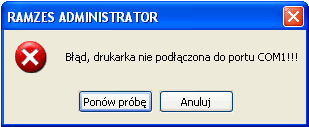 RAMZES ADMINISTRATOR
Błąd, drukarka nie podłączona do portu COM1!!!
Ponów próbę
Anuluj